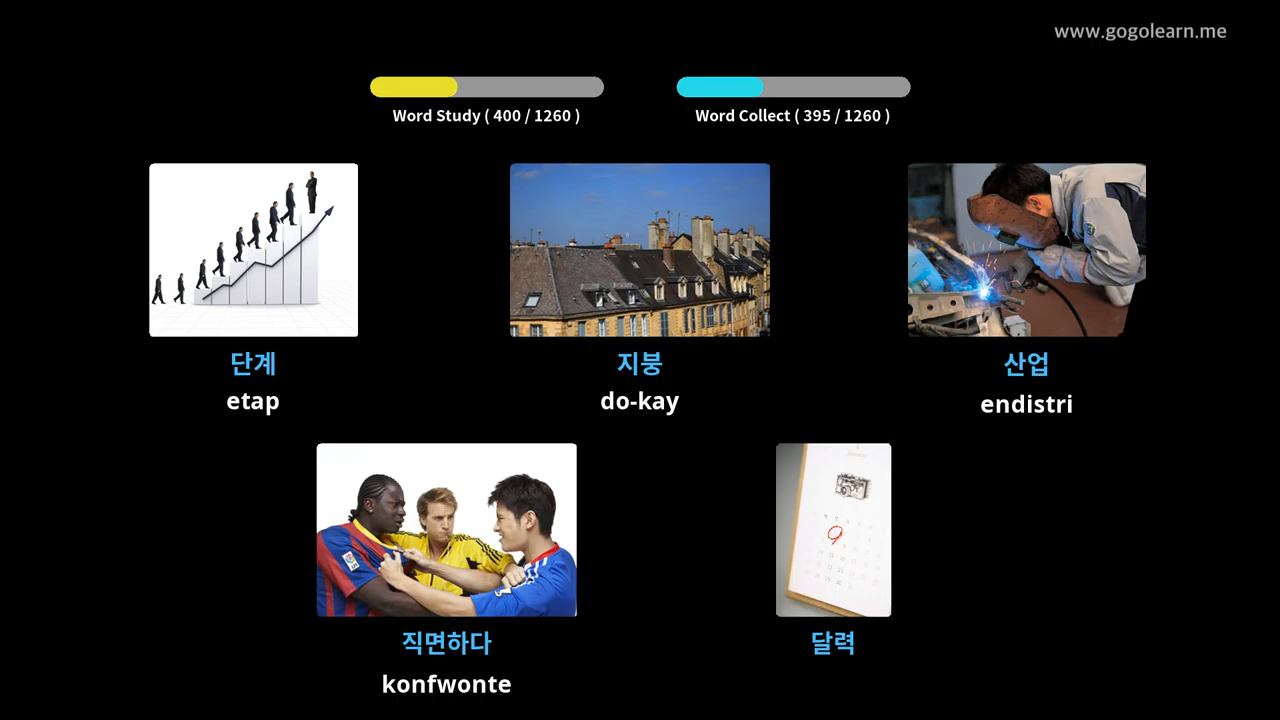 www.gogolearn.me
Word Study ( 400 / 1260 )
Word Collect ( 395 / 1260 )
단계
etap
지붕
do-kay
산업
endistri
직면하다
konfwonte
달력